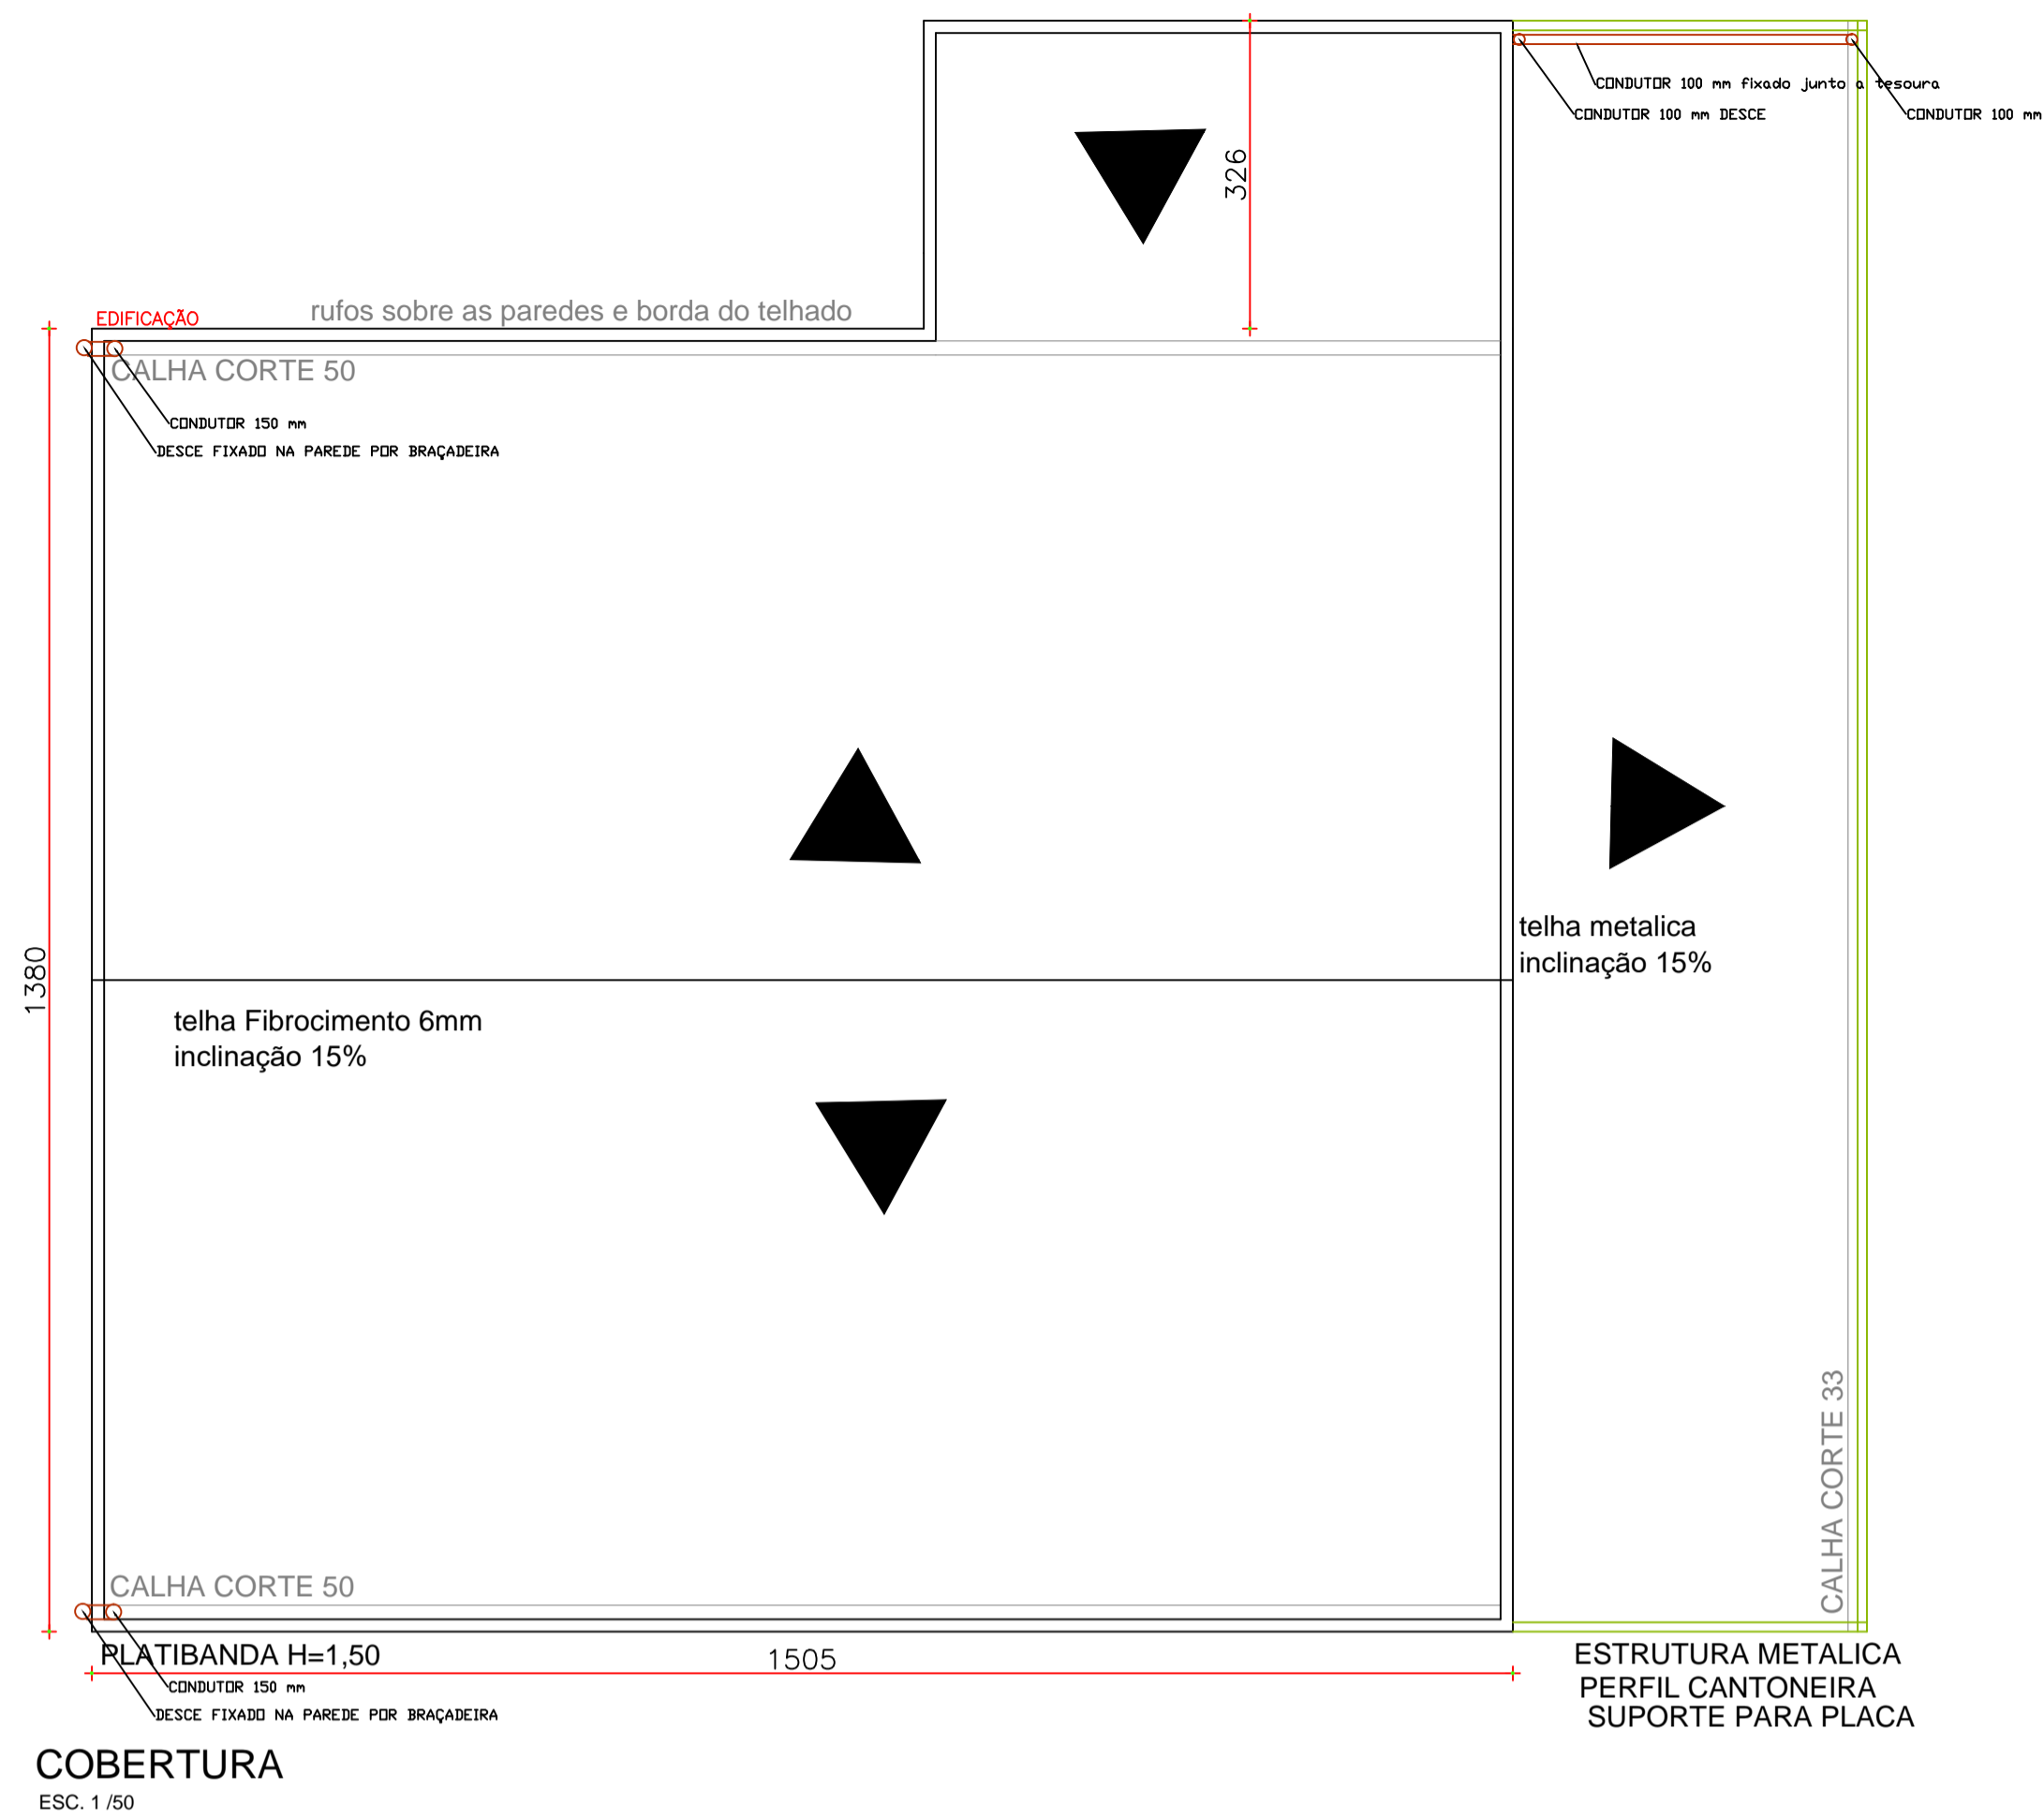 CONDUTOR 100 mm fixado junto a tesoura
CONDUTOR 100 mm DESCE
CONDUTOR 100 mm
326
EDIFICAÇÃO
rufos sobre as paredes e borda do telhado
CALHA CORTE 50
CONDUTOR 150 mm
DESCE FIXADO NA PAREDE POR BRAÇADEIRA
telha metalica
inclinação 15%
1380
telha Fibrocimento 6mm
inclinação 15%
CALHA CORTE 33
CALHA CORTE 50
PLATIBANDA H=1,50
1505
CONDUTOR 150 mm
DESCE FIXADO NA PAREDE POR BRAÇADEIRA
ESTRUTURA METALICA
PERFIL CANTONEIRA
SUPORTE PARA PLACA
COBERTURA
ESC. 1 /50